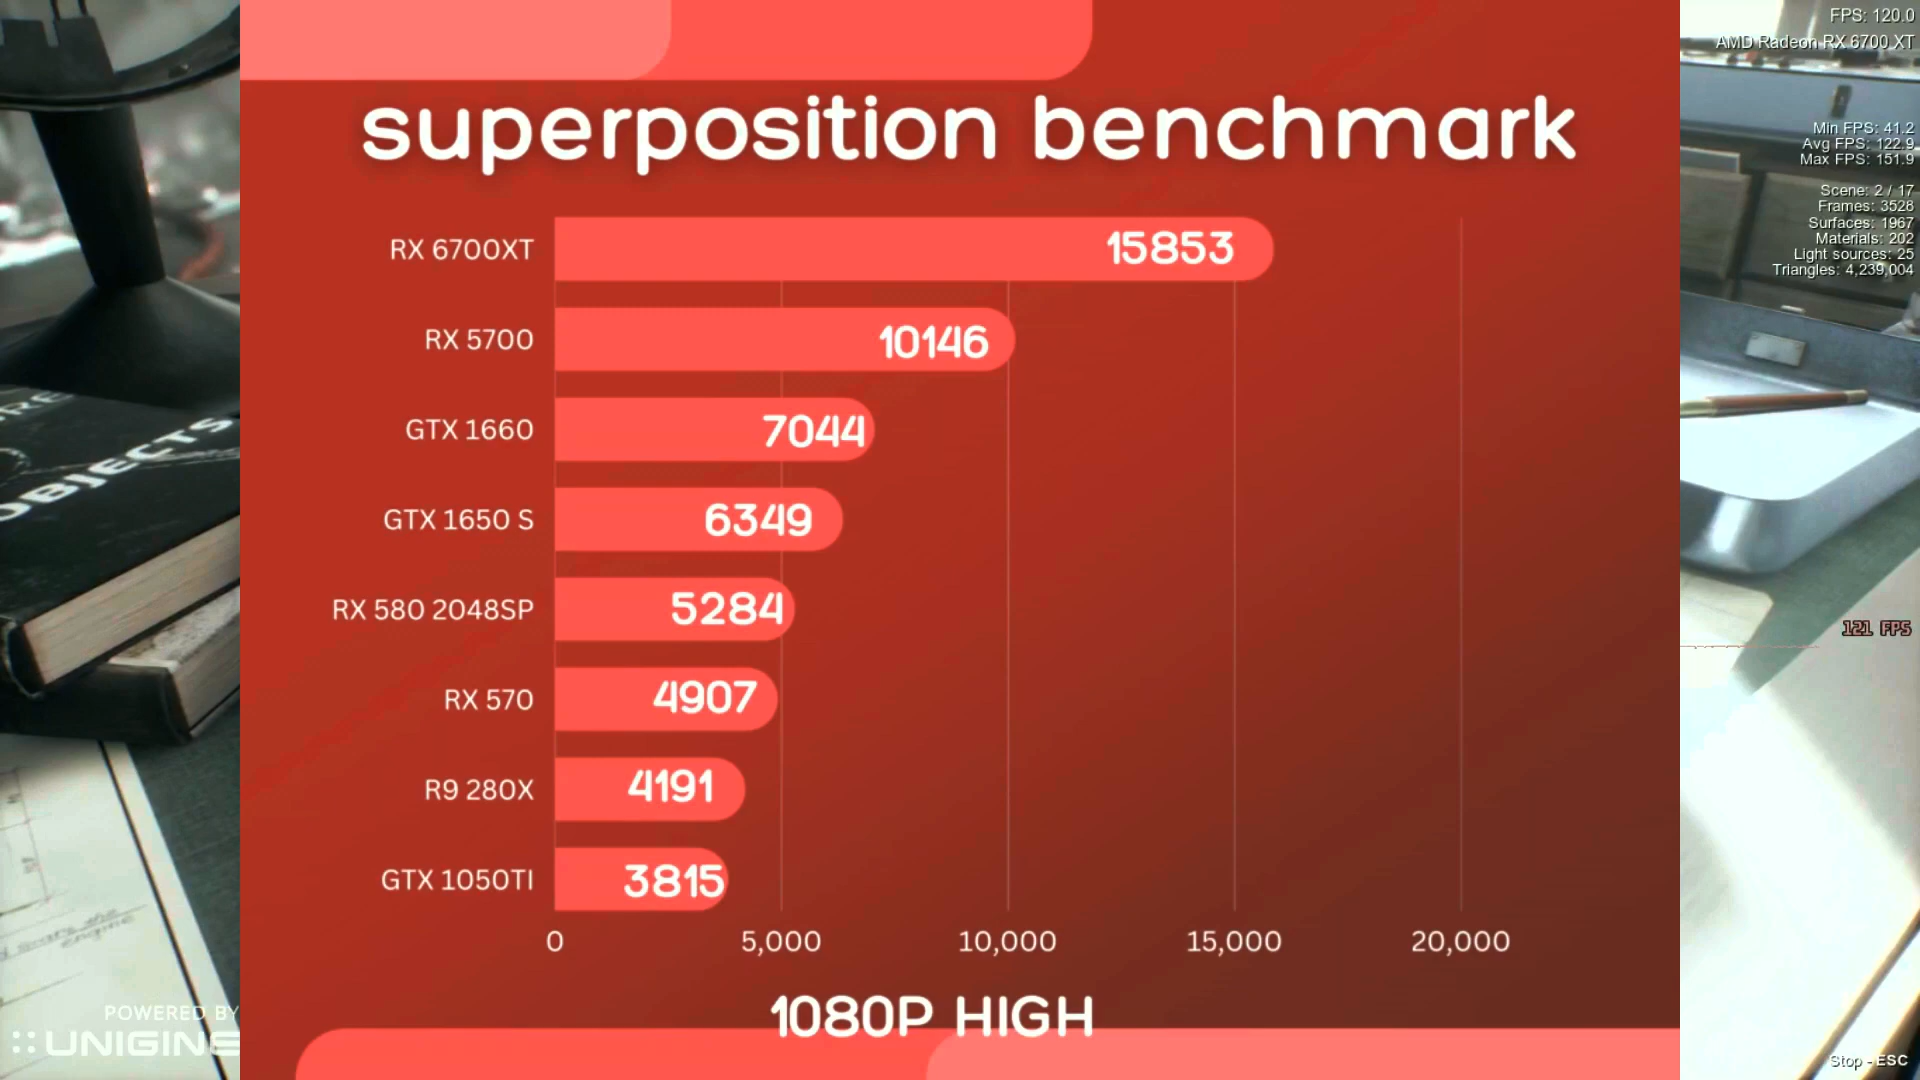 FPS: 120.0
AMD Radeon RX 6700 XT
superposition benchmark
Min FPS: 41.2
Avg FPS: 122.9
Max FPS: 151.9
Scene: 2 / 17
Frames: 3528
Surfaces: 1967
Materials: 202
Light sources: 25
Triangles: 4,239,004
RX 6700XT 15853
RX 5700 10146
GTX 1660 7044
GTX 1650 S 6349
RX 580 2048SP 5284
RX 570 4907
R9 280X 4191
GTX 1050TI 3815
0 5,000 10,000 15,000 20,000
1080P HIGH
OBJECTS
121 FPS
engine
POWERED BY
UNIGINE
Stop - ESC